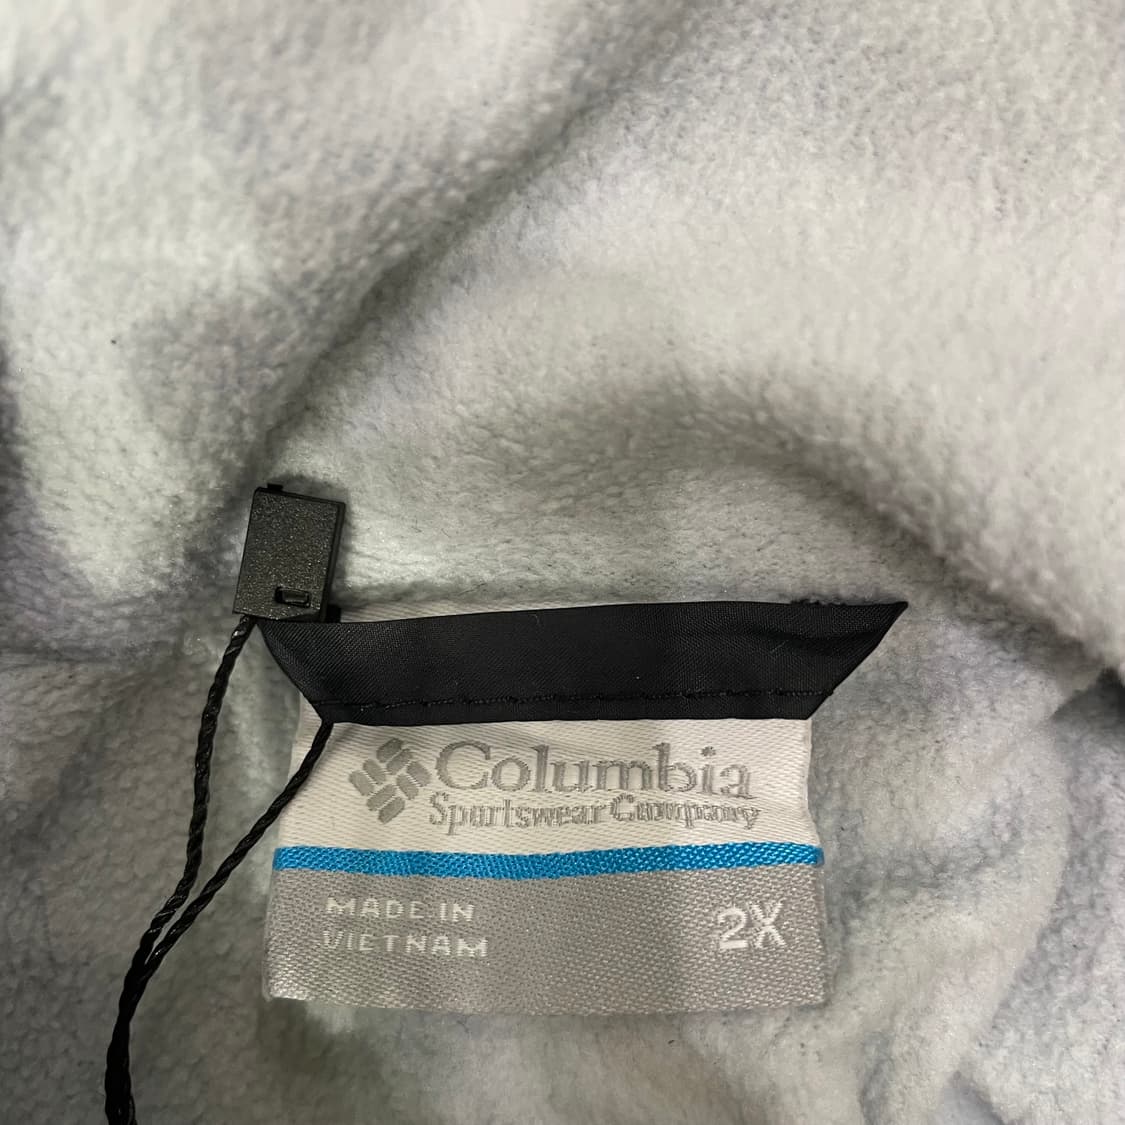 Columbia
Sportswear Company
MADE IN
VIETNAM
2X